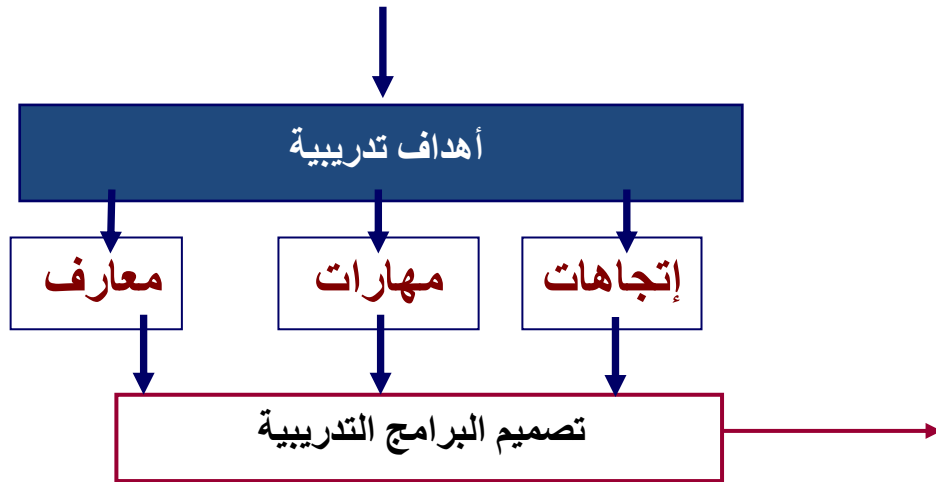 أهداف تدريبية
إتجاهات
مهارات
معارف
تصميم البرامج التدريبية